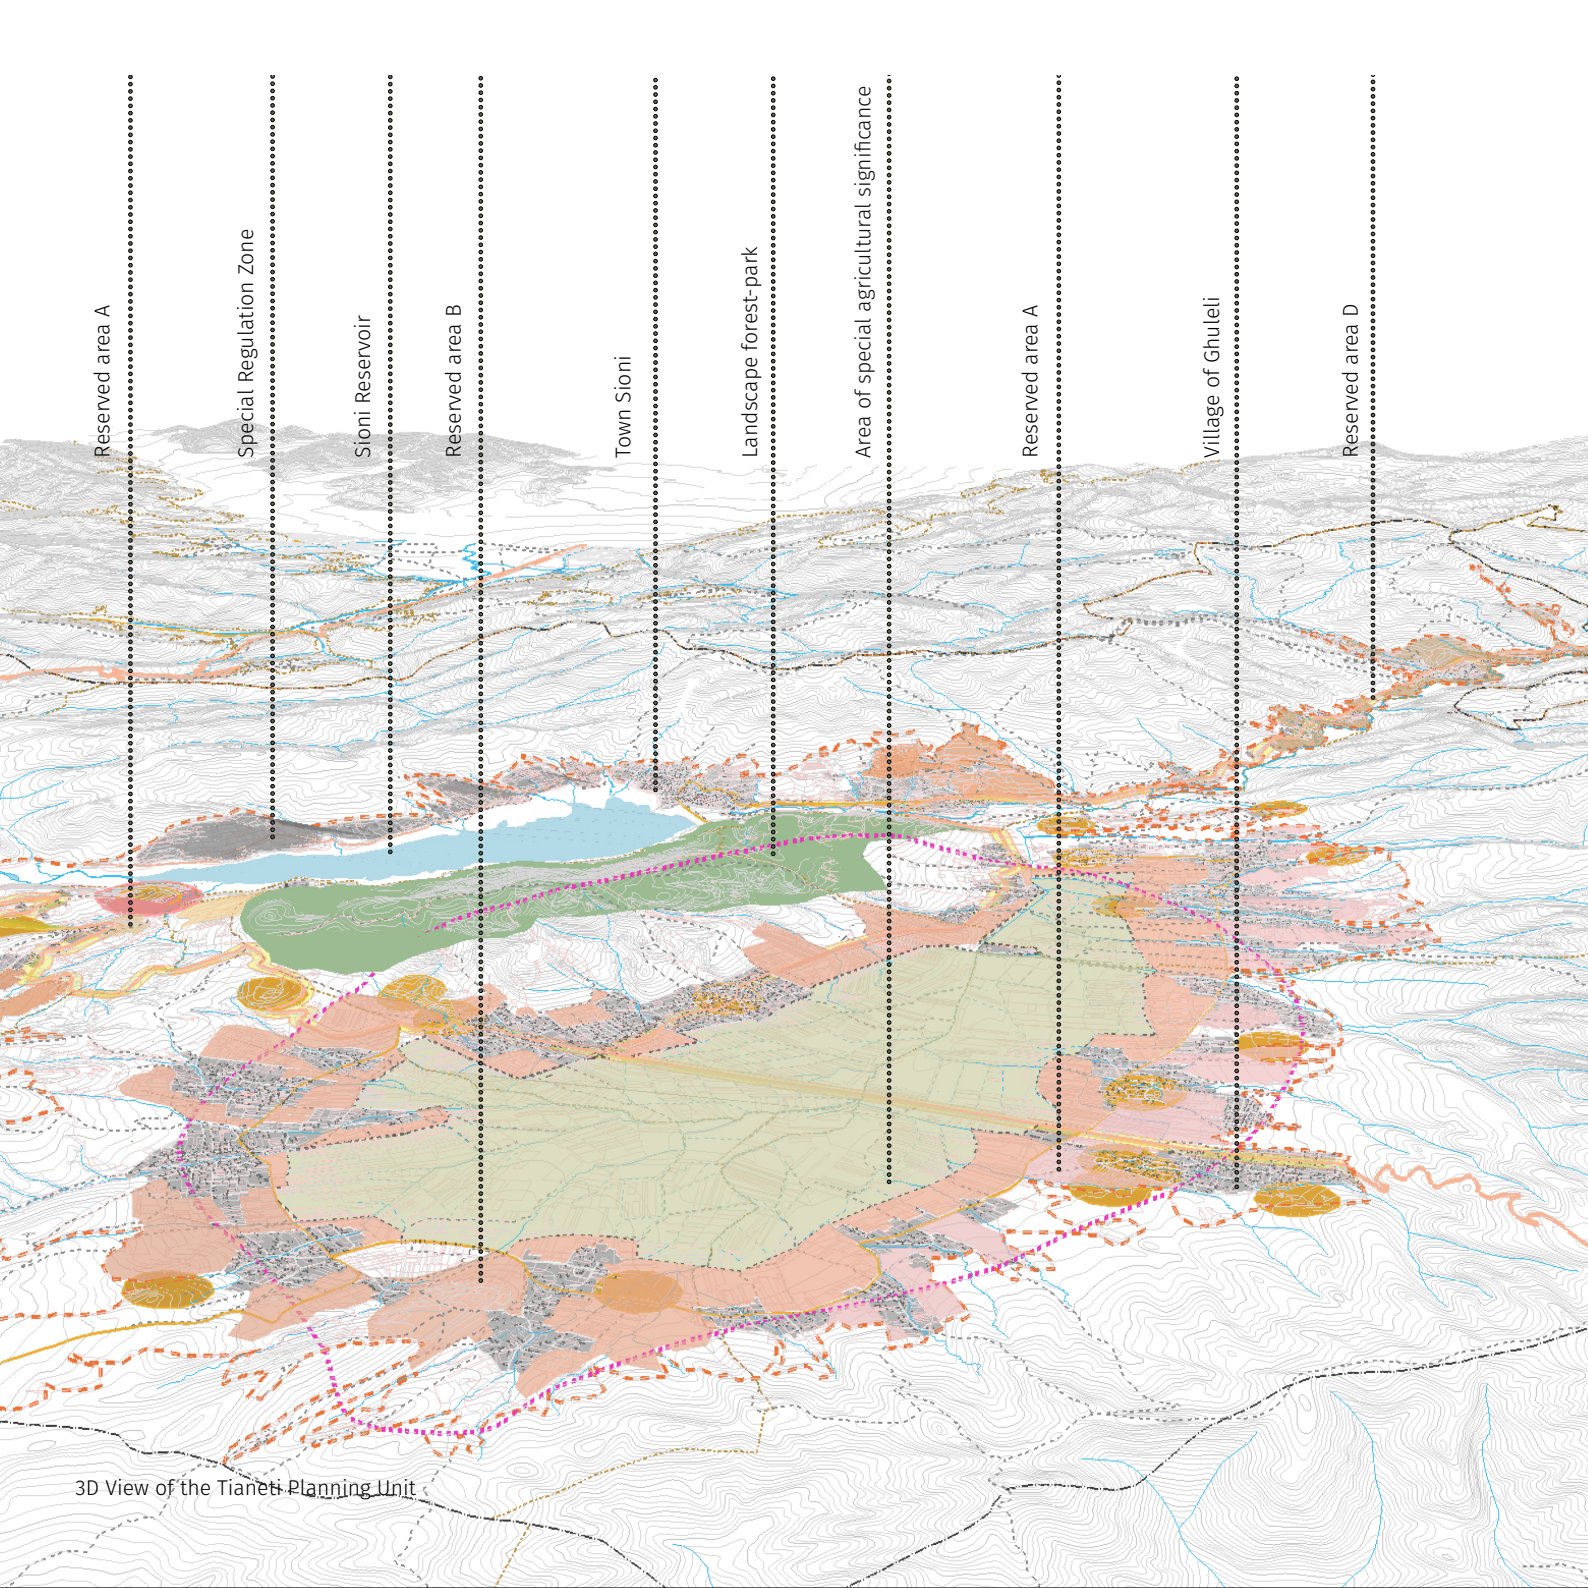 Reserved area A
Special Regulation Zone
Sioni Reservoir
Reserved area B
Town Sioni
Landscape forest-park
Area of special agricultural significance
Reserved area A
Village of Ghuleli
Reserved area D
3D View of the Tianeti Planning Unit